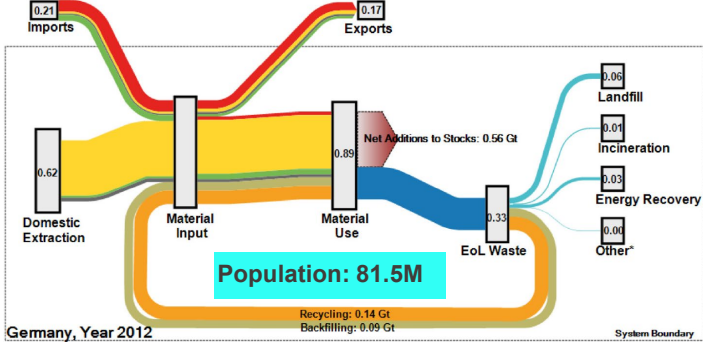 0.21
Imports
0.17
Exports
0.62
Domestic
Extraction
Material
Input
0.89
Material
Use
Net Additions to Stocks: 0.56 Gt
0.33
EoL Waste
0.06
Landfill
0.01
Incineration
0.03
Energy Recovery
0.00
Other*
Population: 81.5M
Recycling: 0.14 Gt
Backfilling: 0.09 Gt
Germany, Year 2012
System Boundary